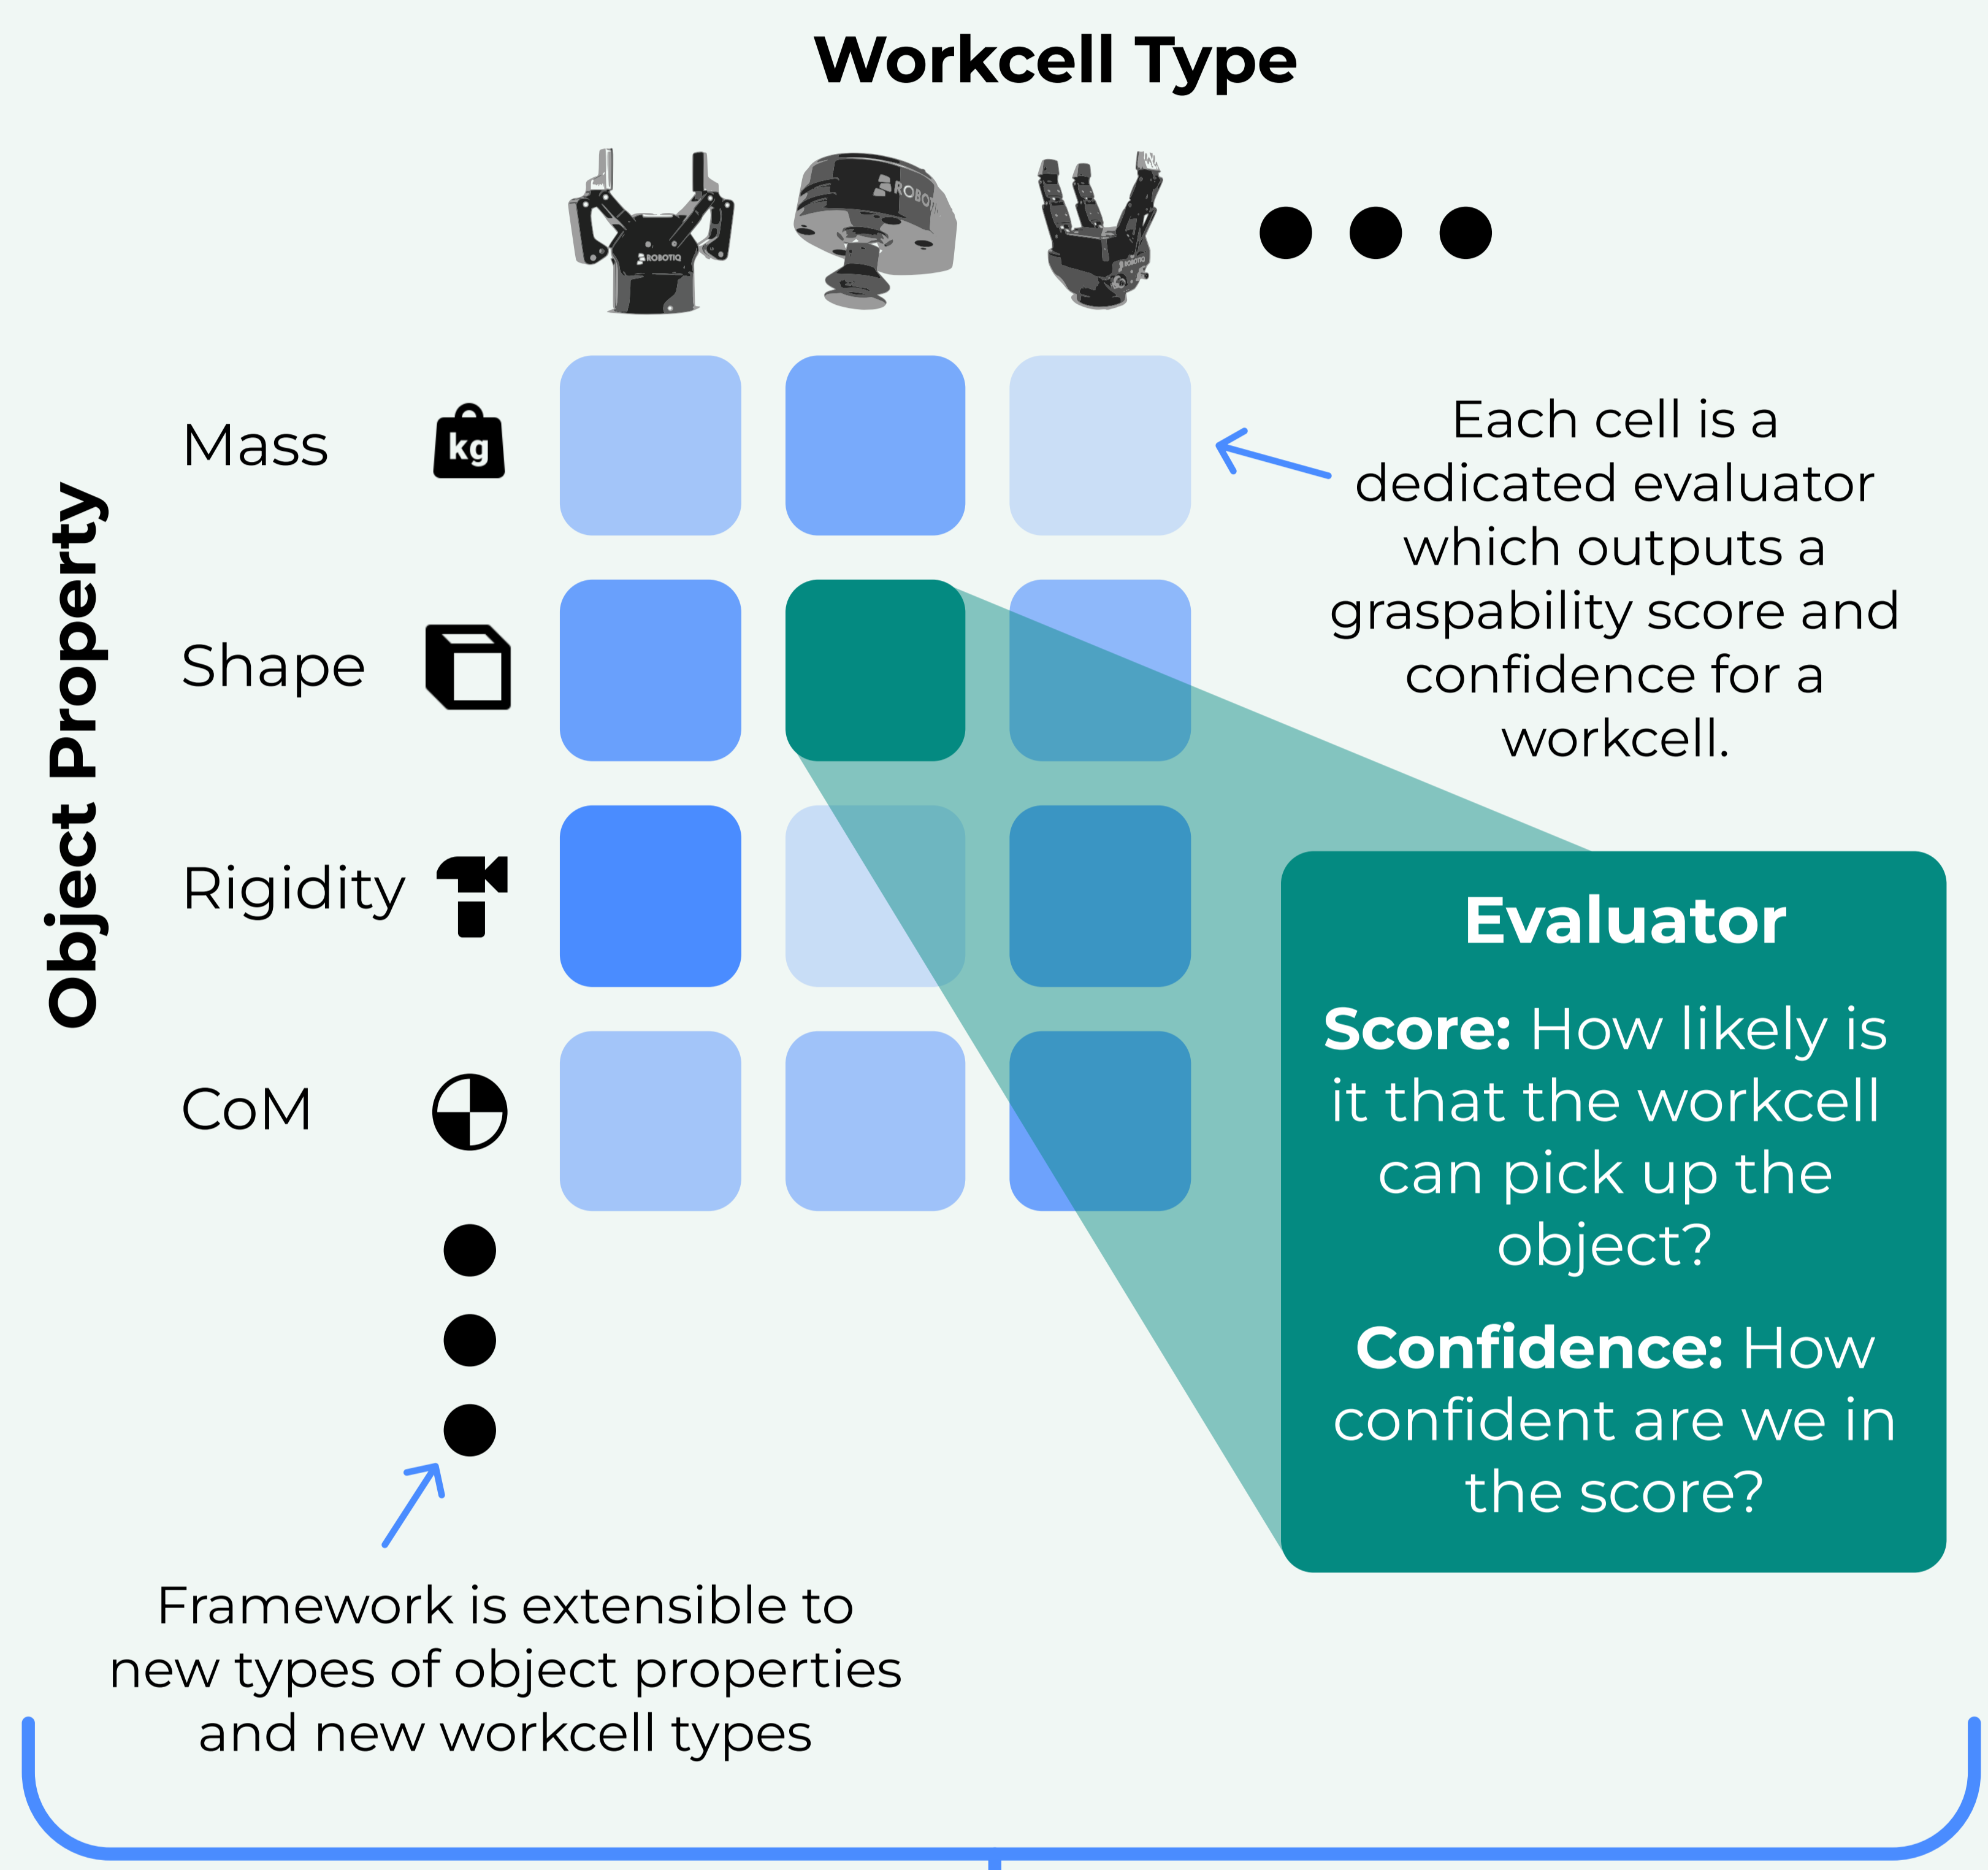 Workcell Type
ROBOTIQ
ROBOTI
ROBOTIQ
Object Property
Mass
kg
Each cell is a
dedicated evaluator
which outputs a
graspability score and
confidence for a
workcell.
Shape
Rigidity
CoM
Evaluator
Score: How likely is
it that the workcell
can pick up the
object?
Confidence: How
confident are we in
the score?
Framework is extensible to
new types of object properties
and new workcell types